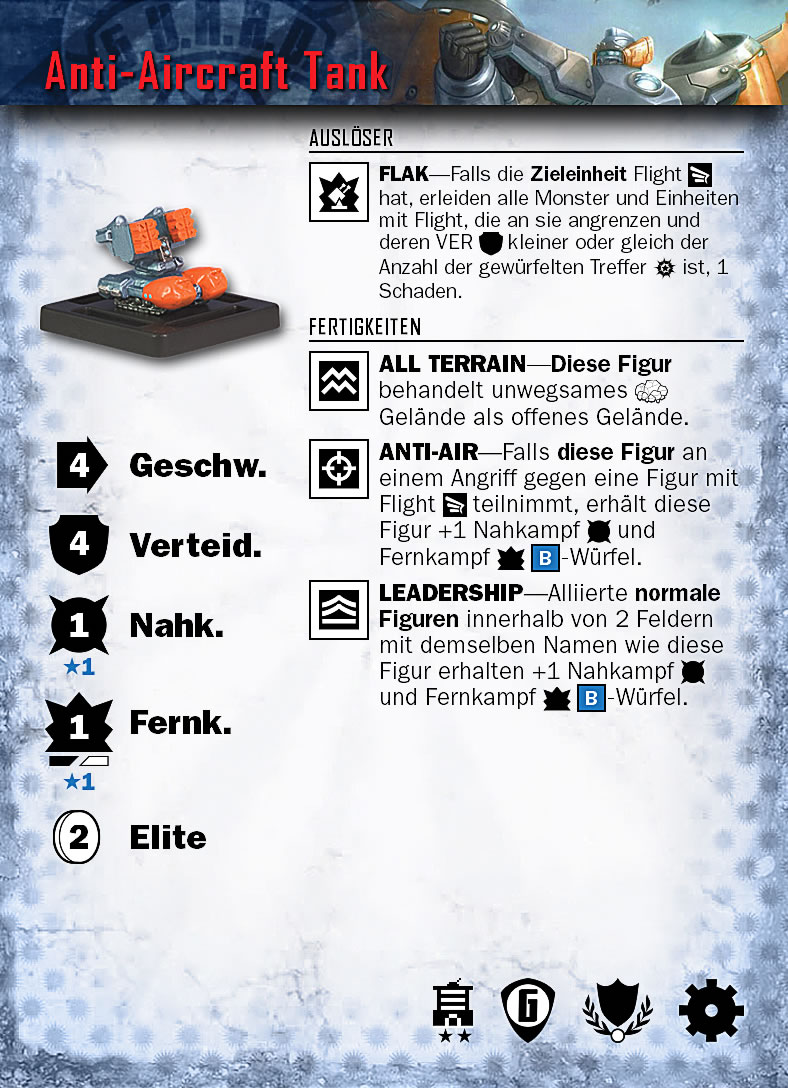 G.U.A.R.D
Anti-Aircraft Tank
AUSLÖSER
FLAK—Falls die Zieleinheit Flight
hat, erleiden alle Monster und Einheiten
mit Flight, die an sie angrenzen und
deren VER kleiner oder gleich der
Anzahl der gewürfelten Treffer ist, 1
Schaden.
FERTIGKEITEN
ALL TERRAIN—Diese Figur
behandelt unwegsames
Gelände als offenes Gelände.
ANTI-AIR—Falls diese Figur an
einem Angriff gegen eine Figur mit
Flight teilnimmt, erhält diese
Figur +1 Nahkampf und
Fernkampf B-Würfel.
LEADERSHIP—Alliierte normale
Figuren innerhalb von 2 Feldern
mit demselben Namen wie diese
Figur erhalten +1 Nahkampf
und Fernkampf B-Würfel.
4 Geschw.
4 Verteid.
1 Nahk.
★1
1 Fernk.
★1
2 Elite
G